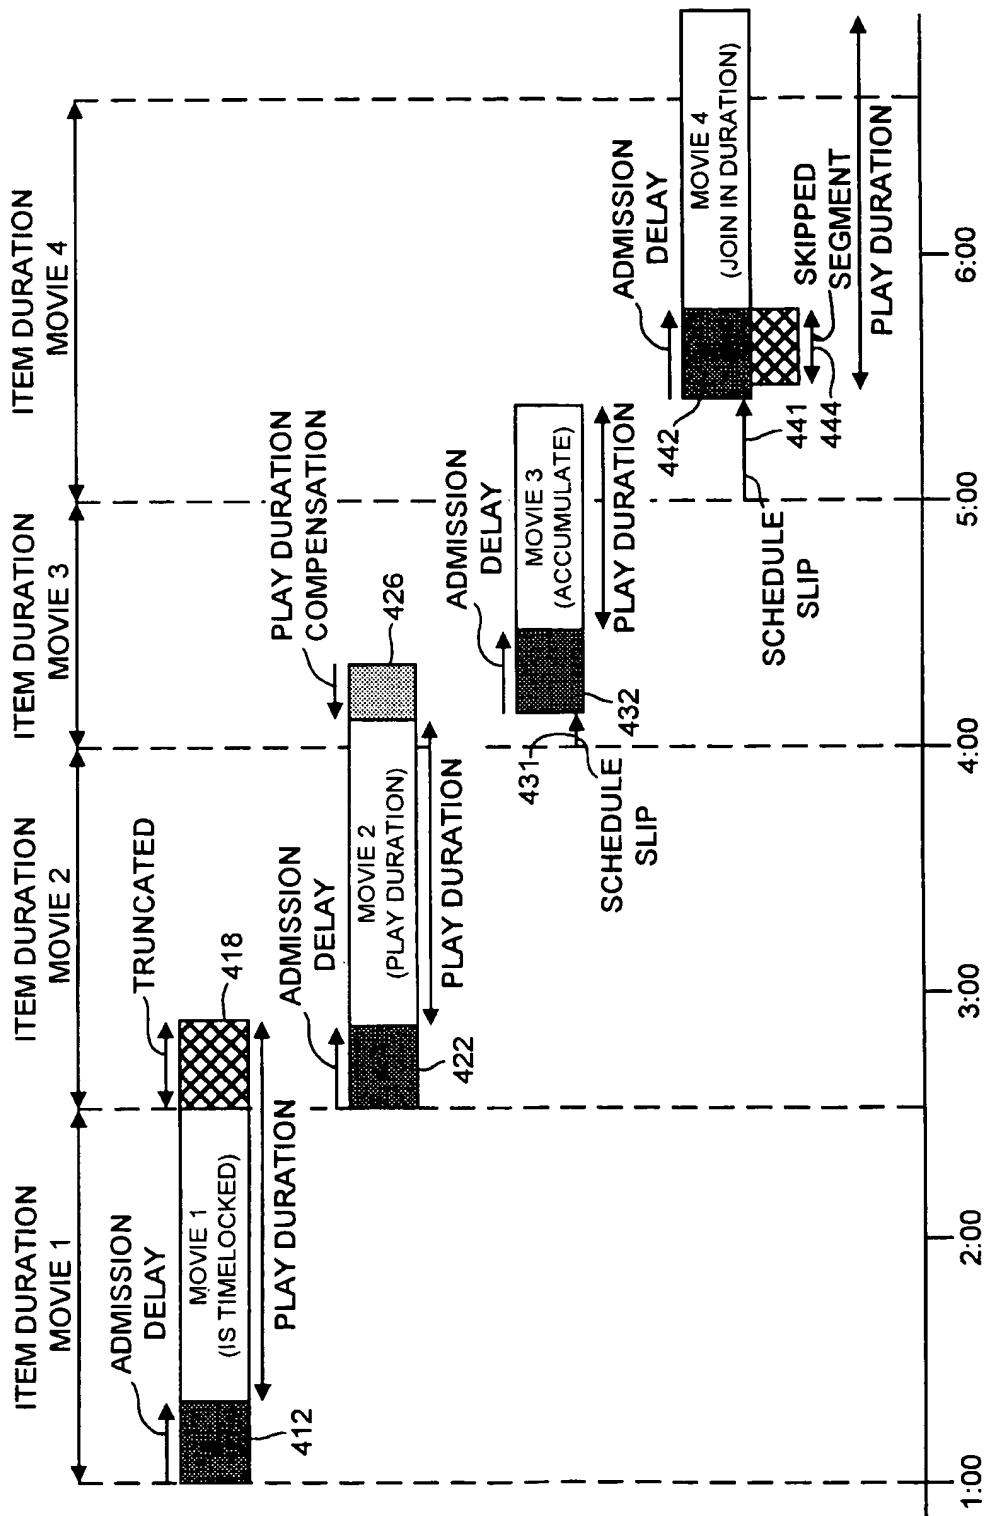 ITEM DURATION
MOVIE 1
ITEM DURATION
MOVIE 2
ITEM DURATION
MOVIE 3
ITEM DURATION
MOVIE 4
ADMISSION
DELAY
TRUNCATED
MOVIE 1
(IS TIMELOCKED)
412
418
PLAY DURATION
ADMISSION
DELAY
PLAY DURATION
COMPENSATION
MOVIE 2
(PLAY DURATION)
422
426
PLAY DURATION
ADMISSION
DELAY
MOVIE 3
(ACCUMULATE)
431
432
PLAY DURATION
SCHEDULE
SLIP
ADMISSION
DELAY
MOVIE 4
(JOIN IN DURATION)
442
441
444
SKIPPED
SEGMENT
PLAY DURATION
SCHEDULE
SLIP
1:00
2:00
3:00
4:00
5:00
6:00